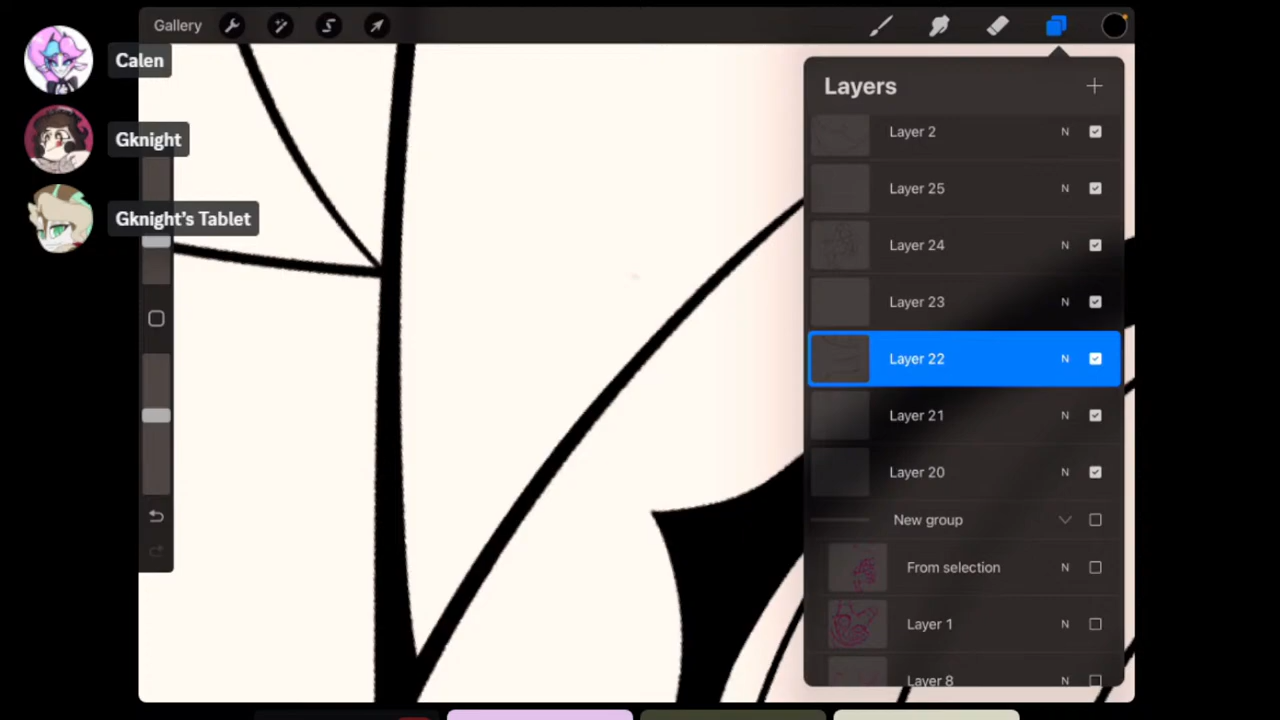 Gallery
Calen
Gknight
Gknight's Tablet
Layers
Layer 2 N
Layer 25 N
Layer 24 N
Layer 23 N
Layer 22 N
Layer 21 N
Layer 20 N
New group
From selection N
Layer 1 N
Layer 8 N